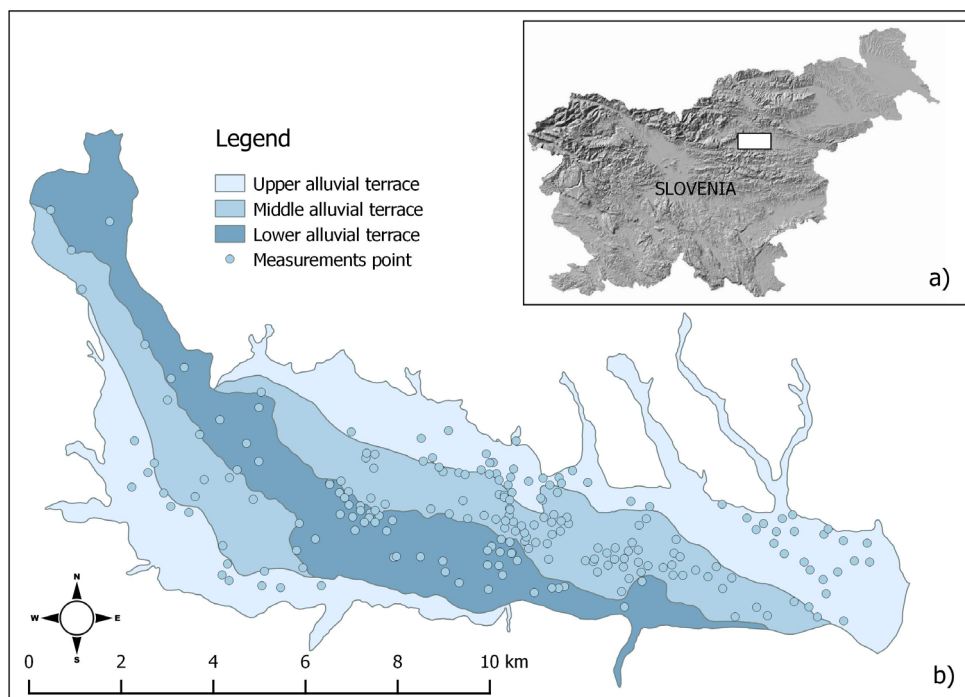 Legend
Upper alluvial terrace
Middle alluvial terrace
Lower alluvial terrace
Measurements point
SLOVENIA
a)
N
W E
S
0 2 4 6 8 10 km
b)